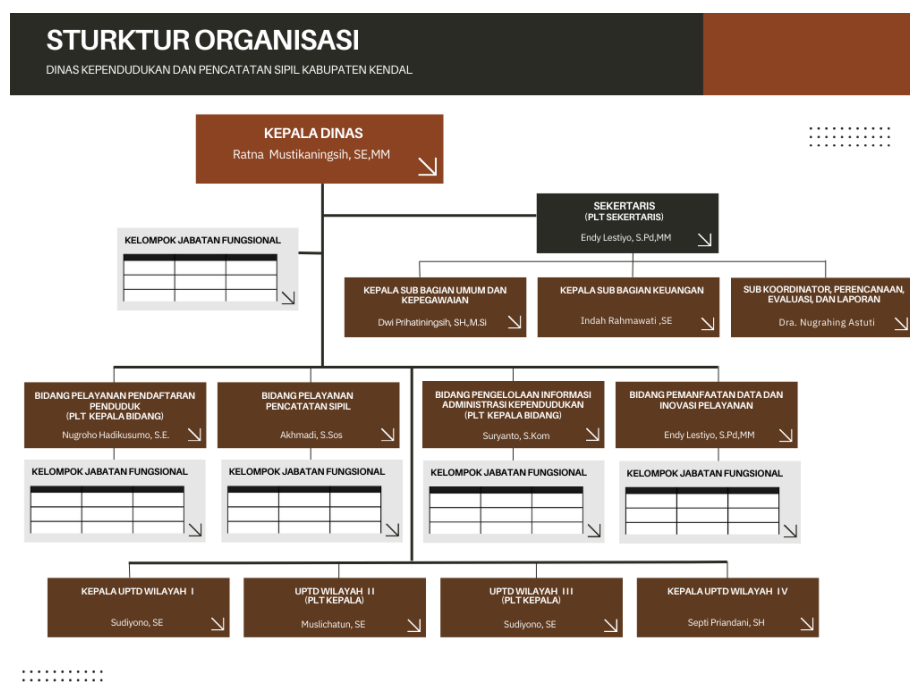 STURKTUR ORGANISASI
DINAS KEPENDUDUKAN DAN PENCATATAN SIPIL KABUPATEN KENDAL
KEPALA DINAS
Ratna Mustikaningsih, SE,MM
SEKERTARIS
(PLT SEKERTARIS)
Endy Lestiyo, S.Pd,MM
KELOMPOK JABATAN FUNGSIONAL
KEPALA SUB BAGIAN UMUM DAN
KEPEGAWAIAN
Dwi Prihatiningsih, SH,,M.Si
KEPALA SUB BAGIAN KEUANGAN
Indah Rahmawati ,SE
SUB KOORDINATOR, PERENCANAAN,
EVALUASI, DAN LAPORAN
Dra. Nugrahing Astuti
BIDANG PELAYANAN PENDAFTARAN
PENDUDUK
(PLT KEPALA BIDANG)
Nugroho Hadikusumo, S.E.
BIDANG PELAYANAN
PENCATATAN SIPIL
Akhmadi, S.Sos
BIDANG PENGELOLAAN INFORMASI
ADMINISTRASI KEPENDUDUKAN
(PLT KEPALA BIDANG)
Suryanto, S.Kom
BIDANG PEMANFAATAN DATA DAN
INOVASI PELAYANAN
Endy Lestiyo, S.Pd,MM
KELOMPOK JABATAN FUNGSIONAL
KELOMPOK JABATAN FUNGSIONAL
KELOMPOK JABATAN FUNGSIONAL
KELOMPOK JABATAN FUNGSIONAL
KEPALA UPTD WILAYAH I
Sudiyono, SE
UPTD WILAYAH II
(PLT KEPALA)
Muslichatun, SE
UPTD WILAYAH III
(PLT KEPALA)
Sudiyono, SE
KEPALA UPTD WILAYAH IV
Septi Priandani, SH